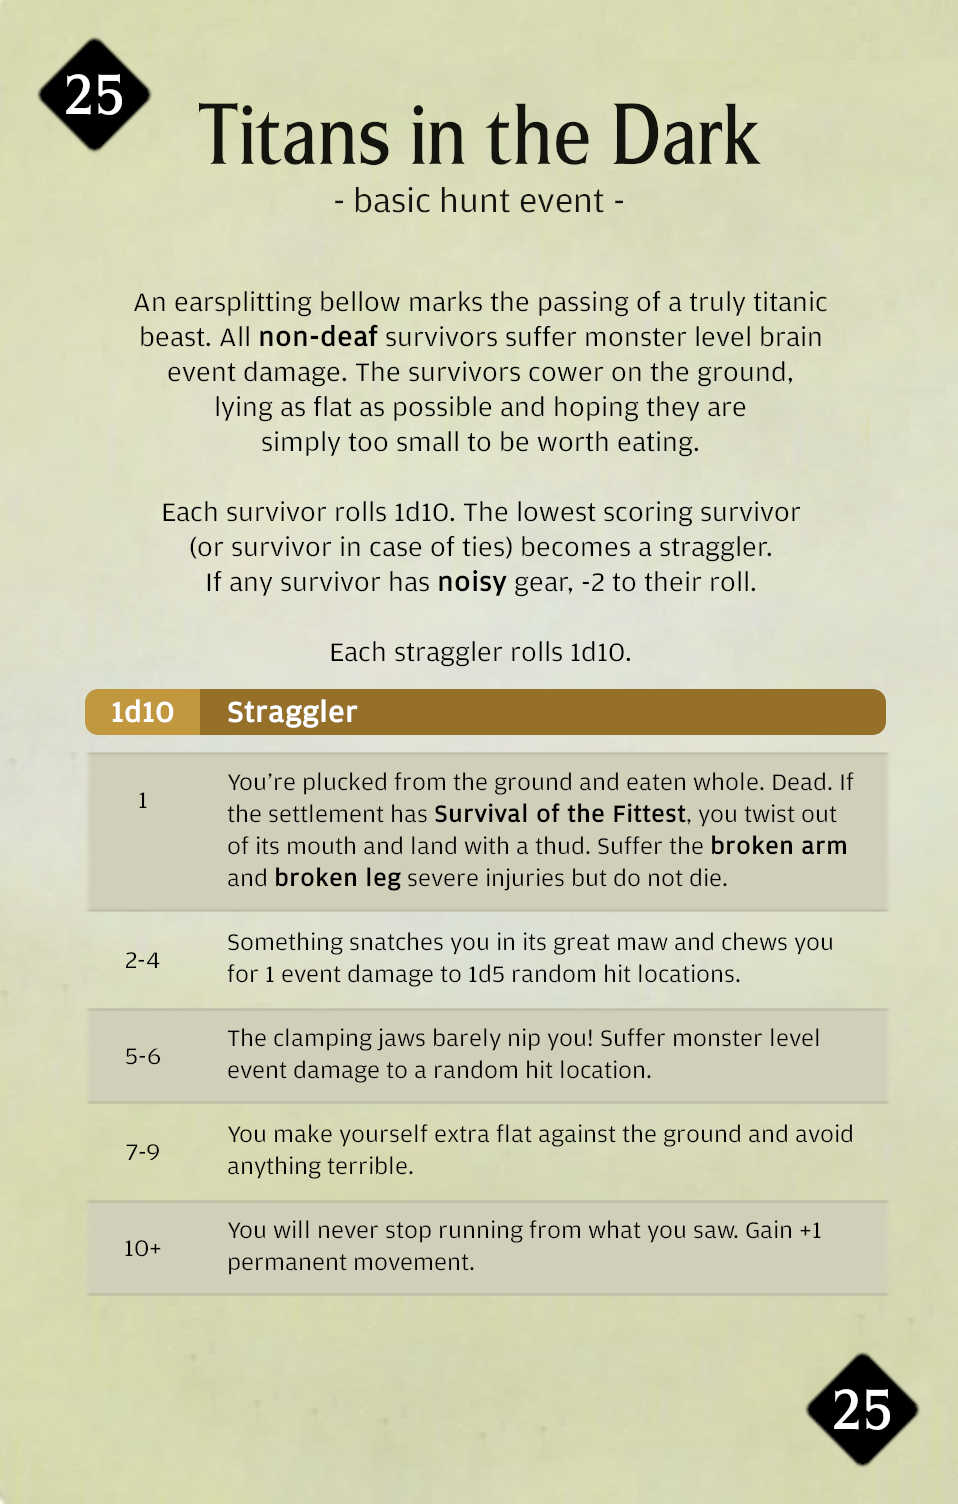 25
Titans in the Dark
- basic hunt event -
An earsplitting bellow marks the passing of a truly titanic
beast. All non-deaf survivors suffer monster level brain
event damage. The survivors cower on the ground,
lying as flat as possible and hoping they are
simply too small to be worth eating.
Each survivor rolls 1d10. The lowest scoring survivor
(or survivor in case of ties) becomes a straggler.
If any survivor has noisy gear, -2 to their roll.
Each straggler rolls 1d10.
1d10 Straggler
1 You’re plucked from the ground and eaten whole. Dead. If
the settlement has Survival of the Fittest, you twist out
of its mouth and land with a thud. Suffer the broken arm
and broken leg severe injuries but do not die.
2-4 Something snatches you in its great maw and chews you
for 1 event damage to 1d5 random hit locations.
5-6 The clamping jaws barely nip you! Suffer monster level
event damage to a random hit location.
7-9 You make yourself extra flat against the ground and avoid
anything terrible.
10+ You will never stop running from what you saw. Gain +1
permanent movement.
25